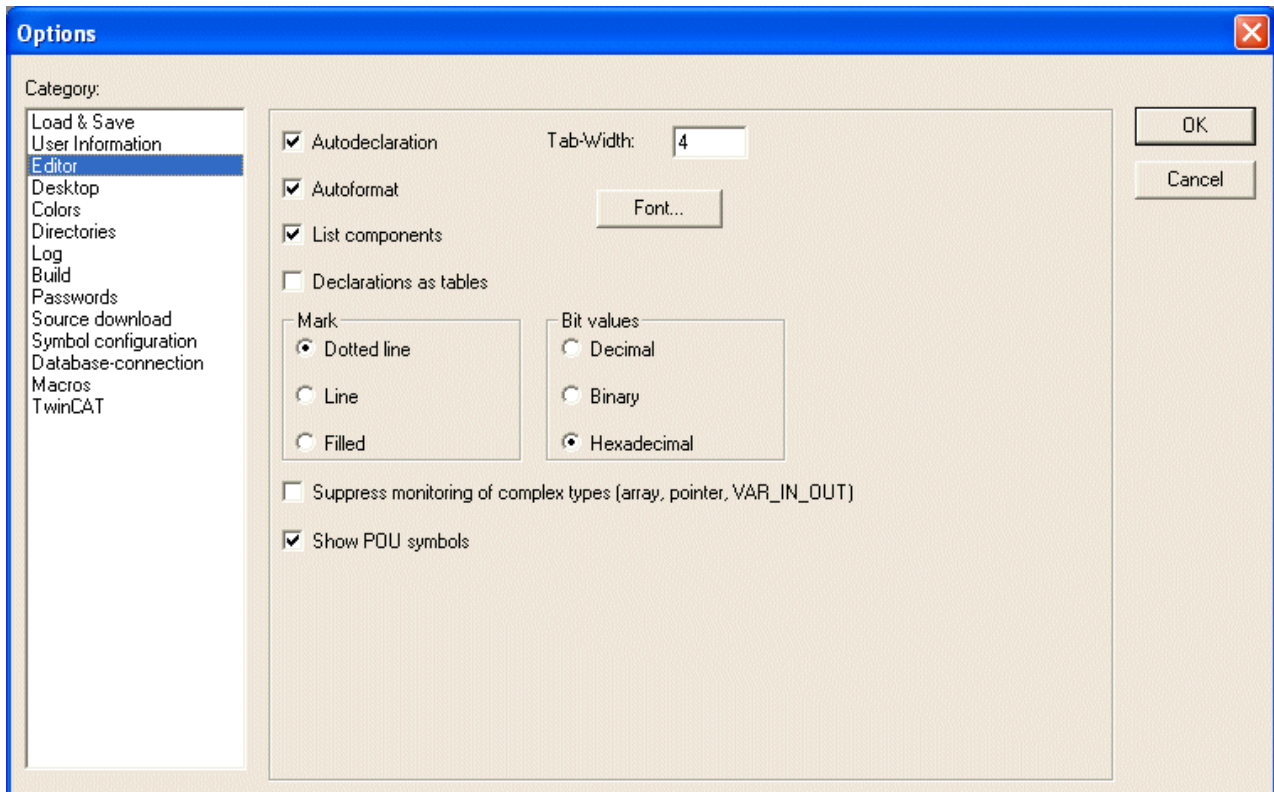 Options
Category:
Load & Save
User Information
Editor
Desktop
Colors
Directories
Log
Build
Passwords
Source download
Symbol configuration
Database-connection
Macros
TwinCAT
Autodeclaration
Tab-Width:
4
Autoformat
Font...
List components
Declarations as tables
Mark
Dotted line
Line
Filled
Bit values
Decimal
Binary
Hexadecimal
Suppress monitoring of complex types (array, pointer, VAR_IN_OUT)
Show POU symbols
OK
Cancel